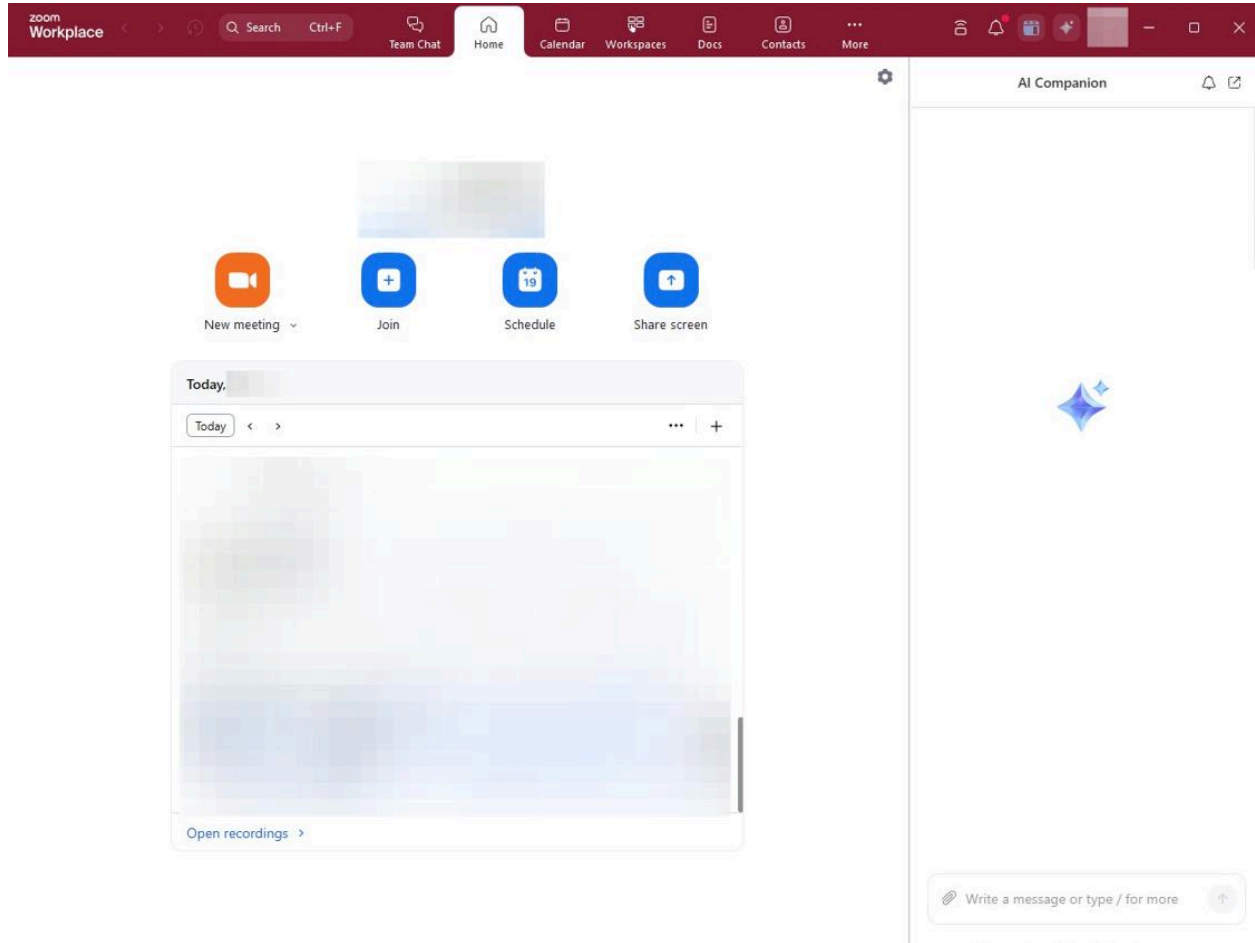 zoom
Workplace
Search Ctrl+F
Team Chat
Home
Calendar
Workspaces
Docs
Contacts
More
AI Companion
19
New meeting
Join
Schedule
Share screen
Today,
Today
Open recordings
Write a message or type / for more